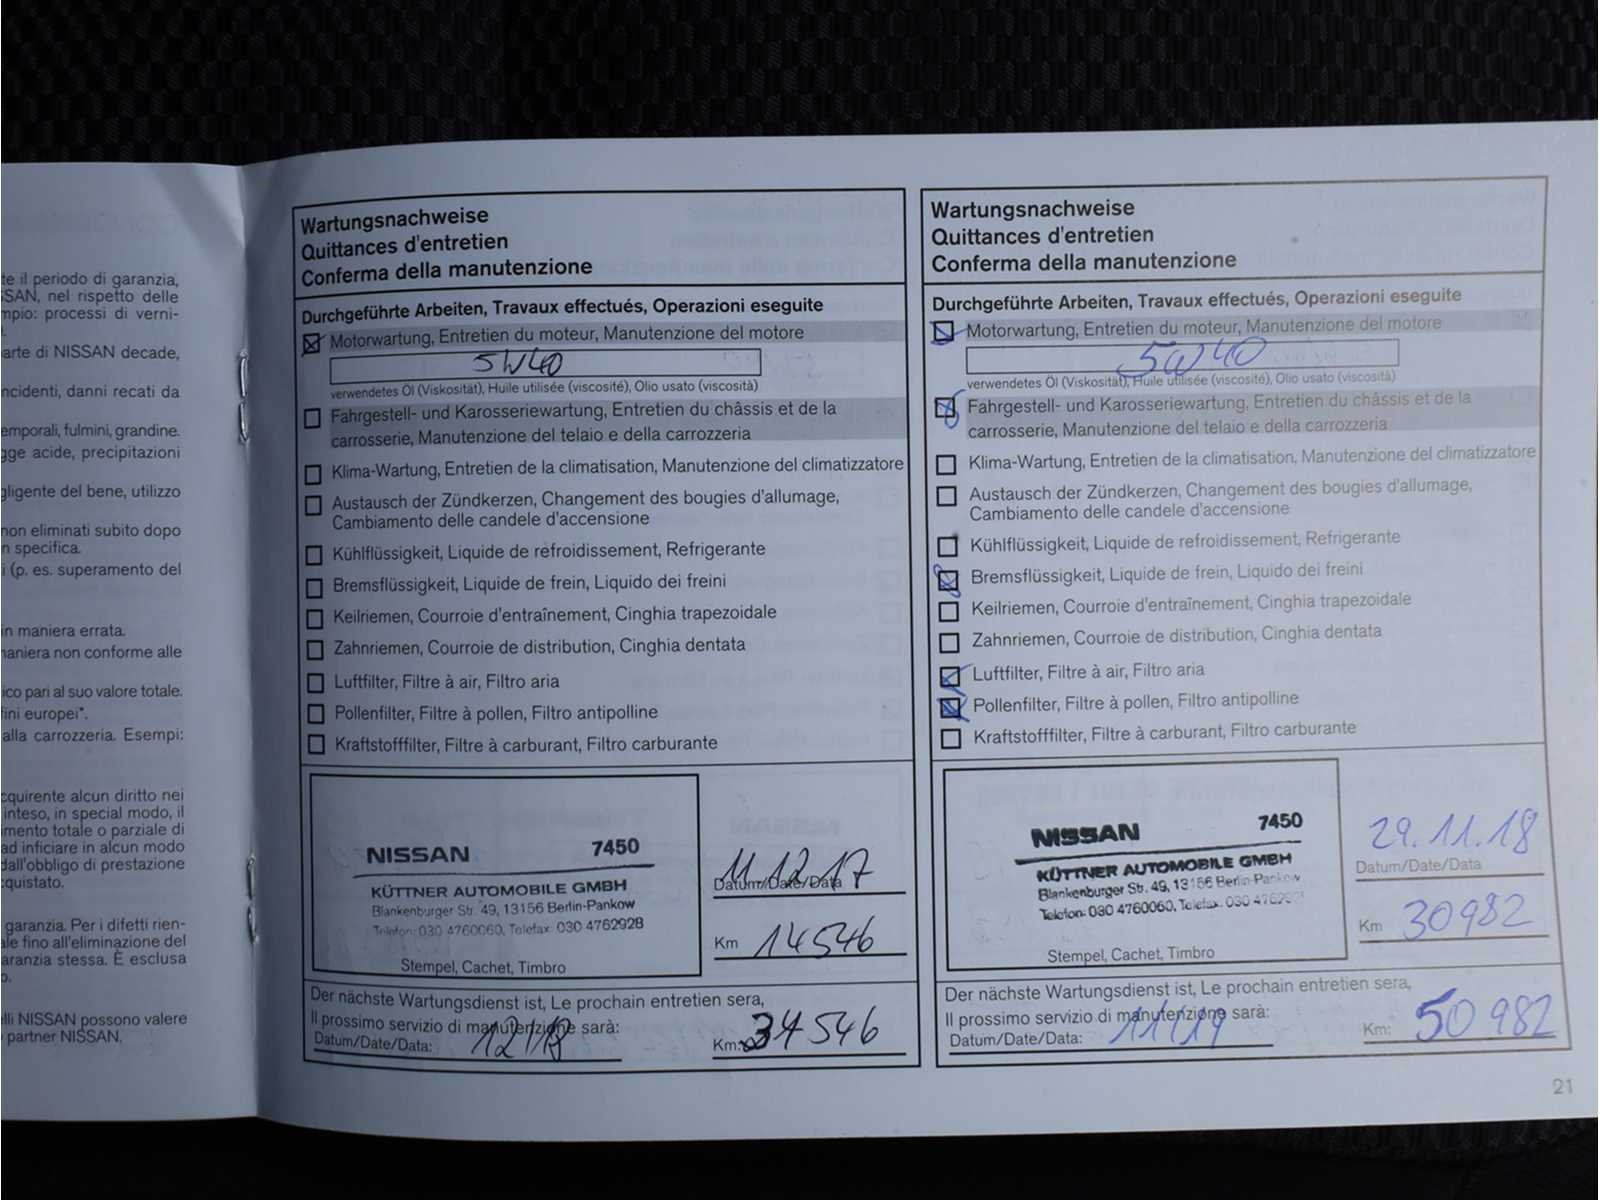 te il periodo di garanzia,
SSAN, nel rispetto delle
mpio: processi di verni-
arte di NISSAN decade,
ncidenti, danni recati da
emporali, fulmini, grandine.
gge acide, precipitazioni
gligente del bene, utilizzo
non eliminati subito dopo
n specifica.
i (p. es. superamento del
in maniera errata.
naniera non conforme alle
ico pari al suo valore totale.
fini europei*.
alla carrozzeria. Esempi:
cquirente alcun diritto nei
inteso, in special modo, il
imento totale o parziale di
ad inficiare in alcun modo
dall'obbligo di prestazione
cquistato.
garanzia. Per i difetti rien-
ale fino all'eliminazione del
aranzia stessa. È esclusa
o.
elli NISSAN possono valere
partner NISSAN.
Wartungsnachweise
Quittances d'entretien
Conferma della manutenzione
Durchgeführte Arbeiten, Travaux effectués, Operazioni eseguite
Motorwartung, Entretien du moteur, Manutenzione del motore
5W40
verwendetes Öl (Viskosität), Huile utilisée (viscosité), Olio usato (viscosità)
Fahrgestell- und Karosseriewartung, Entretien du châssis et de la
carrosserie, Manutenzione del telaio e della carrozzeria
Klima-Wartung, Entretien de la climatisation, Manutenzione del climatizzatore
Austausch der Zündkerzen, Changement des bougies d'allumage,
Cambiamento delle candele d'accensione
Kühlflüssigkeit, Liquide de refroidissement, Refrigerante
Bremsflüssigkeit, Liquide de frein, Liquido dei freini
Keilriemen, Courroie d'entraînement, Cinghia trapezoidale
Zahnriemen, Courroie de distribution, Cinghia dentata
Luftfilter, Filtre à air, Filtro aria
Pollenfilter, Filtre à pollen, Filtro antipolline
Kraftstofffilter, Filtre à carburant, Filtro carburante
NISSAN 7450
KÜTTNER AUTOMOBILE GMBH
Blankenburger Str. 49, 13156 Berlin-Pankow
Telefon: 030 4760060, Telefax: 030 4762928
Stempel, Cachet, Timbro
11.12.17
Datum/Date/Data
Km 14546
Der nächste Wartungsdienst ist, Le prochain entretien sera,
Il prossimo servizio di manutenzione sarà:
Datum/Date/Data: 12/18 Km: 34546
Wartungsnachweise
Quittances d'entretien
Conferma della manutenzione
Durchgeführte Arbeiten, Travaux effectués, Operazioni eseguite
Motorwartung, Entretien du moteur, Manutenzione del motore
5W40
verwendetes Öl (Viskosität), Huile utilisée (viscosité), Olio usato (viscosità)
Fahrgestell- und Karosseriewartung, Entretien du châssis et de la
carrosserie, Manutenzione del telaio e della carrozzeria
Klima-Wartung, Entretien de la climatisation, Manutenzione del climatizzatore
Austausch der Zündkerzen, Changement des bougies d'allumage,
Cambiamento delle candele d'accensione
Kühlflüssigkeit, Liquide de refroidissement, Refrigerante
Bremsflüssigkeit, Liquide de frein, Liquido dei freini
Keilriemen, Courroie d'entraînement, Cinghia trapezoidale
Zahnriemen, Courroie de distribution, Cinghia dentata
Luftfilter, Filtre à air, Filtro aria
Pollenfilter, Filtre à pollen, Filtro antipolline
Kraftstofffilter, Filtre à carburant, Filtro carburante
NISSAN 7450
KÜTTNER AUTOMOBILE GMBH
Blankenburger Str. 49, 13156 Berlin-Pankow
Telefon: 030 4760060, Telefax: 030
Stempel, Cachet, Timbro
29.11.18
Datum/Date/Data
Km 30982
Der nächste Wartungsdienst ist, Le prochain entretien sera,
Il prossimo servizio di manutenzione sarà:
Datum/Date/Data: 11/19 Km: 50982
21